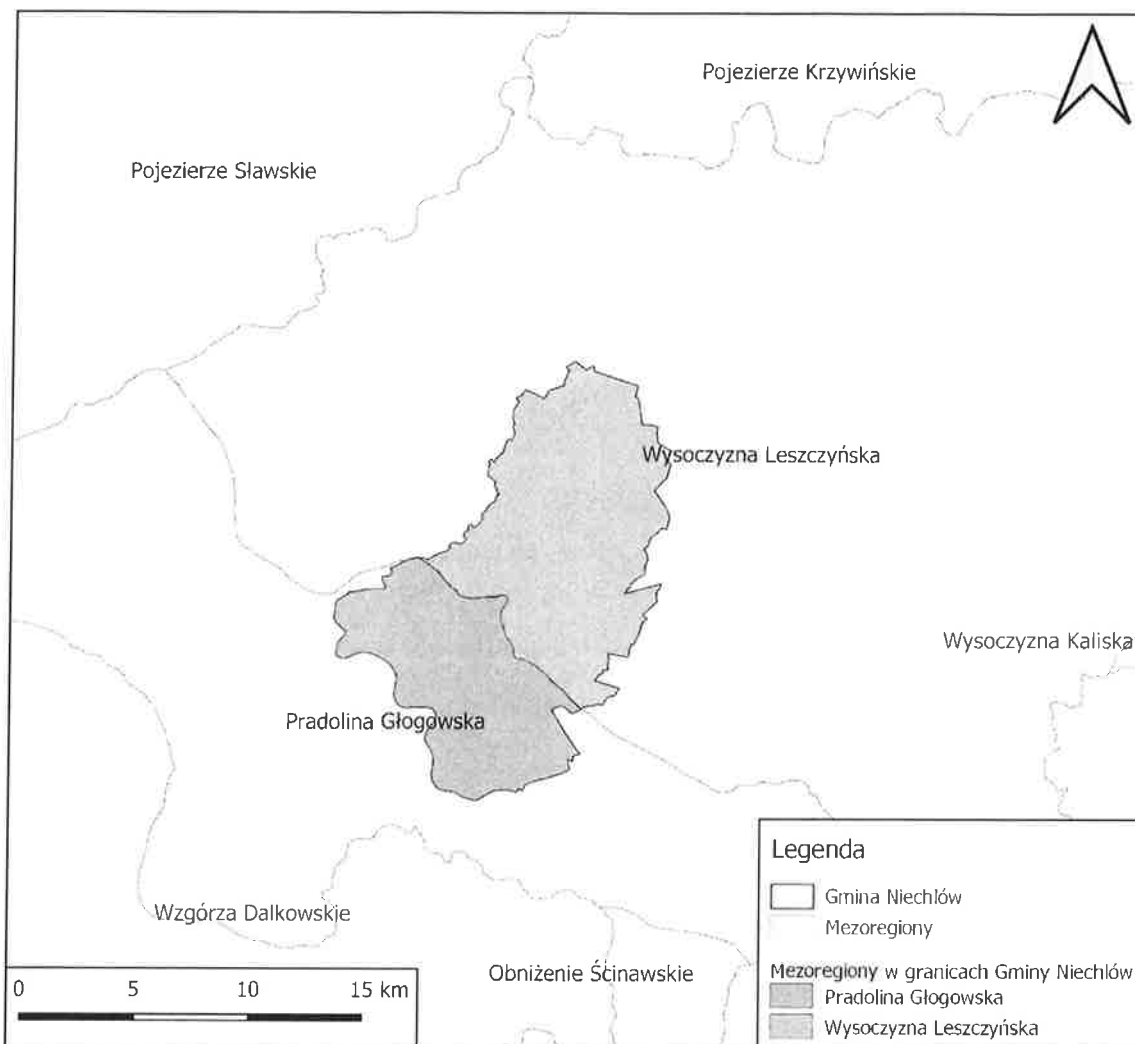 Pojezierze Krzywińskie
Pojezierze Sławskie
Wysoczyzna Leszczyńska
Wysoczyzna Kaliska
Pradolina Głogowska
Wzgórza Dalkowskie
Obniżenie Ścinawskie
0 5 10 15 km
Legenda
Gmina Niechlów
Mezoregiony
Mezoregiony w granicach Gminy Niechlów
Pradolina Głogowska
Wysoczyzna Leszczyńska